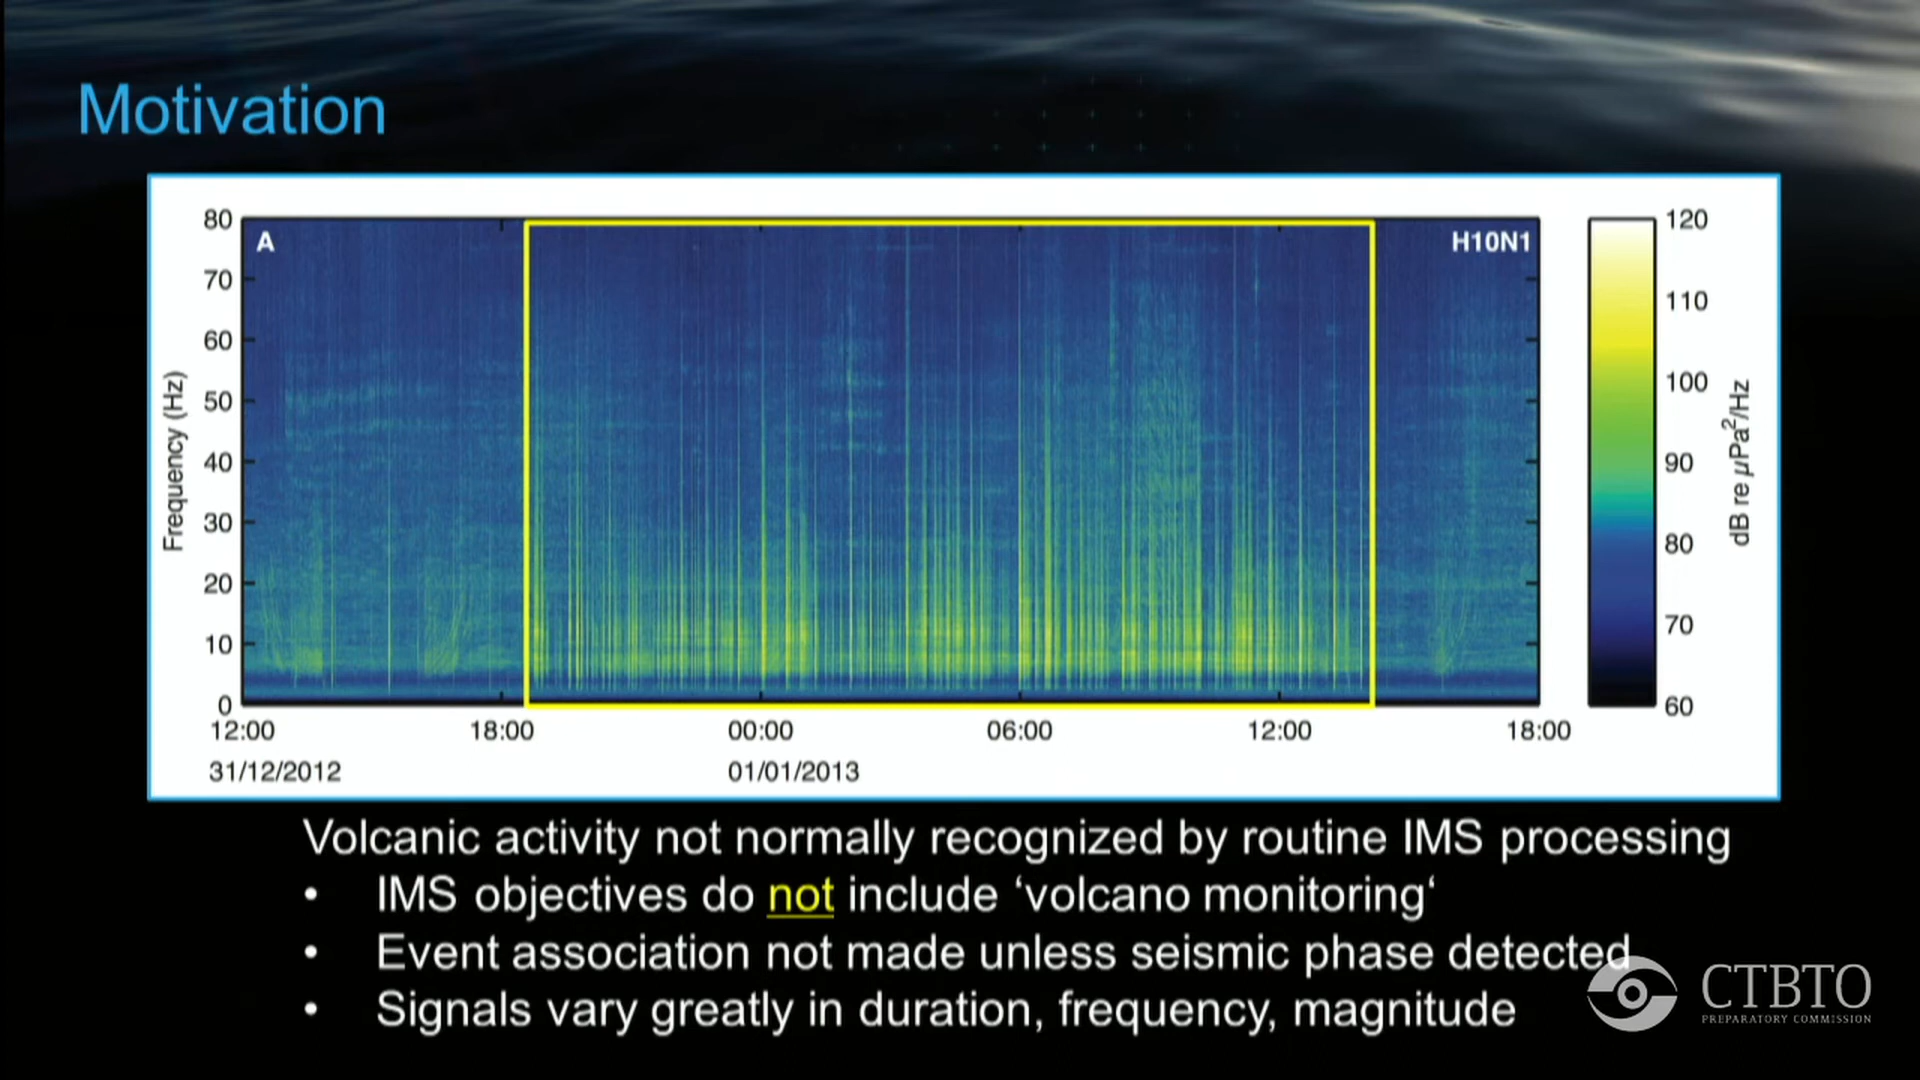 Motivation
A
H10N1
80
70
60
50
40
30
20
10
0
Frequency (Hz)
12:00
18:00
00:00
06:00
12:00
18:00
31/12/2012
01/01/2013
120
110
100
90
80
70
60
dB re µPa²/Hz
Volcanic activity not normally recognized by routine IMS processing
• IMS objectives do not include ‘volcano monitoring‘
• Event association not made unless seismic phase detected
• Signals vary greatly in duration, frequency, magnitude
CTBTO
PREPARATORY COMMISSION